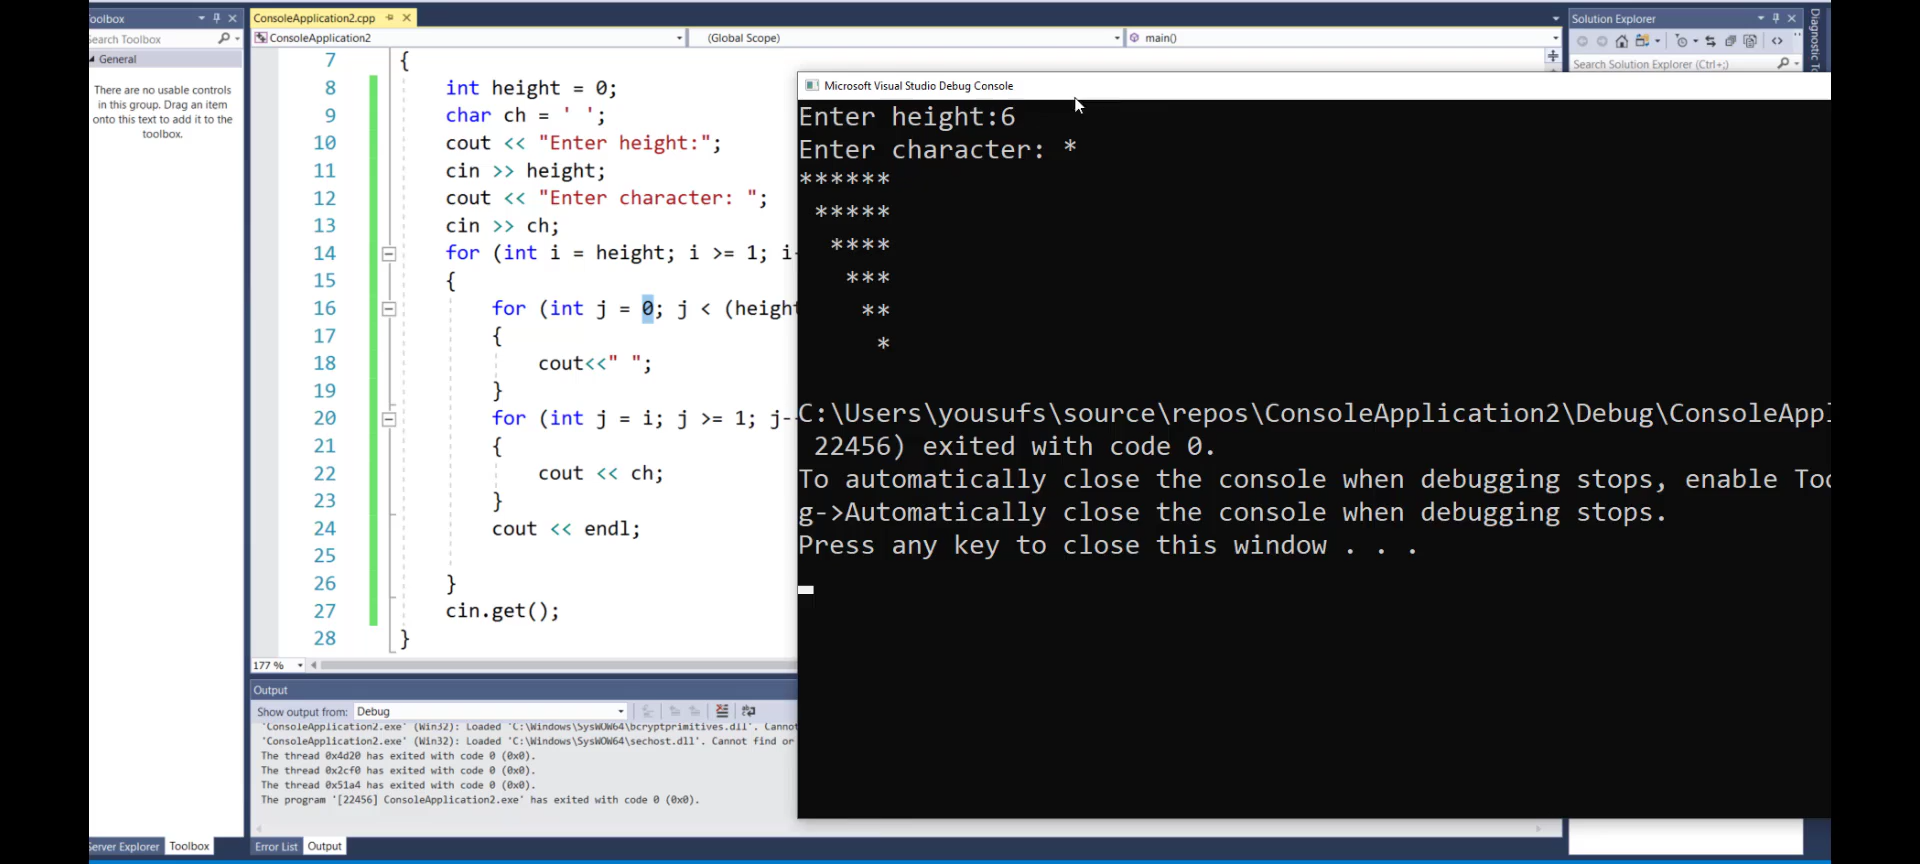 oolbox
ConsoleApplication2.cpp
Solution Explorer
earch Toolbox
ConsoleApplication2
(Global Scope)
main()
General
Search Solution Explorer (Ctrl+;)
There are no usable controls
in this group. Drag an item
onto this text to add it to the
toolbox.
7 {
8 int height = 0;
9 char ch = ' ';
10 cout << "Enter height:";
11 cin >> height;
12 cout << "Enter character: ";
13 cin >> ch;
14 for (int i = height; i >= 1; i-
15 {
16 for (int j = 0; j < (height
17 {
18 cout<<" ";
19 }
20 for (int j = i; j >= 1; j--
21 {
22 cout << ch;
23 }
24 cout << endl;
25
26 }
27 cin.get();
28 }
177 %
Microsoft Visual Studio Debug Console
Enter height:6
Enter character: *
******
 *****
  ****
   ***
    **
     *
C:\Users\yousufs\source\repos\ConsoleApplication2\Debug\ConsoleAppl
 22456) exited with code 0.
To automatically close the console when debugging stops, enable Too
g->Automatically close the console when debugging stops.
Press any key to close this window . . .
Diagnostic To
Output
Show output from: Debug
'ConsoleApplication2.exe' (Win32): Loaded 'C:\Windows\SysWOW64\bcryptprimitives.dll'. Cannot
'ConsoleApplication2.exe' (Win32): Loaded 'C:\Windows\SysWOW64\sechost.dll'. Cannot find or
The thread 0x4d20 has exited with code 0 (0x0).
The thread 0x2cf0 has exited with code 0 (0x0).
The thread 0x51a4 has exited with code 0 (0x0).
The program '[22456] ConsoleApplication2.exe' has exited with code 0 (0x0).
Server Explorer
Toolbox
Error List
Output